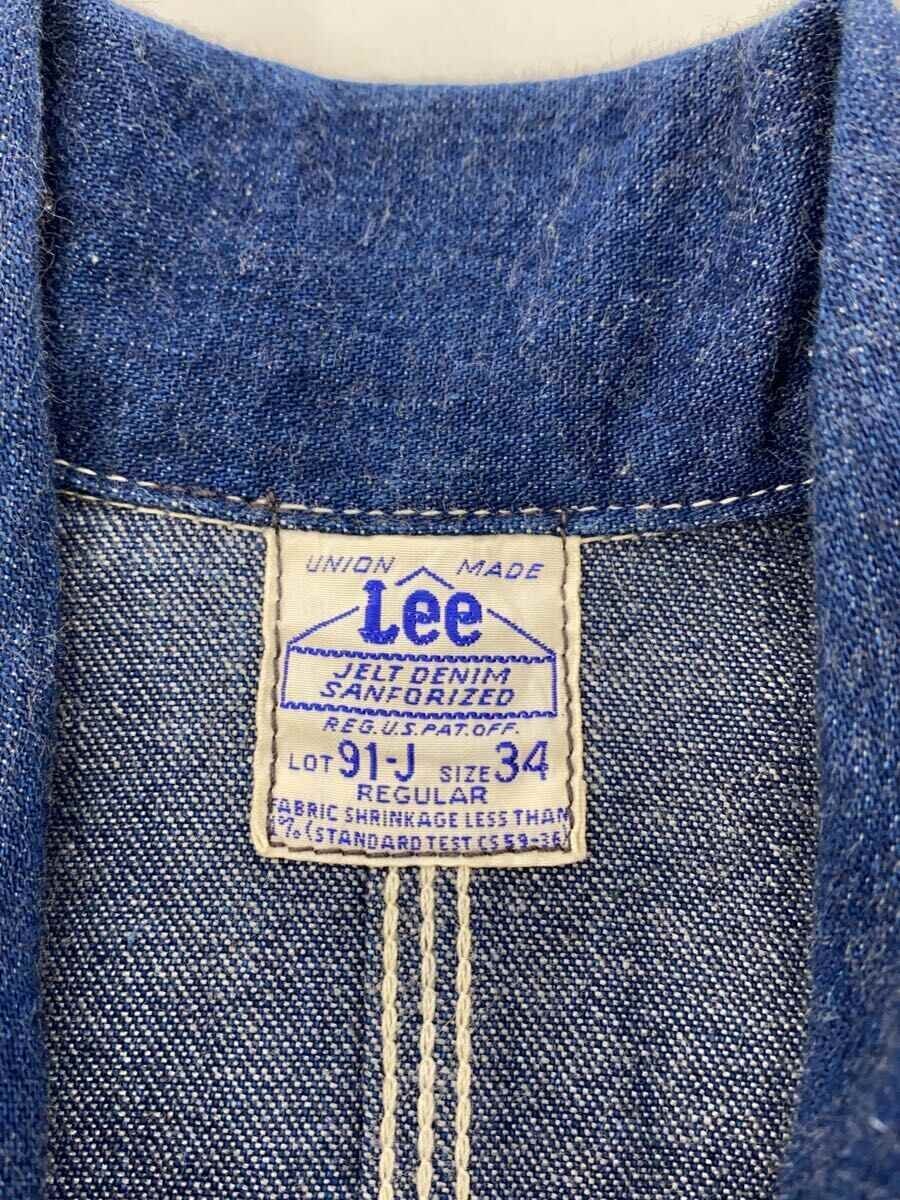 UNION MADE
Lee
JELT DENIM
SANFORIZED
REG.U.S.PAT.OFF.
LOT 91-J SIZE 34
REGULAR
FABRIC SHRINKAGE LESS THAN
1% (STANDARD TEST CS 59-36)